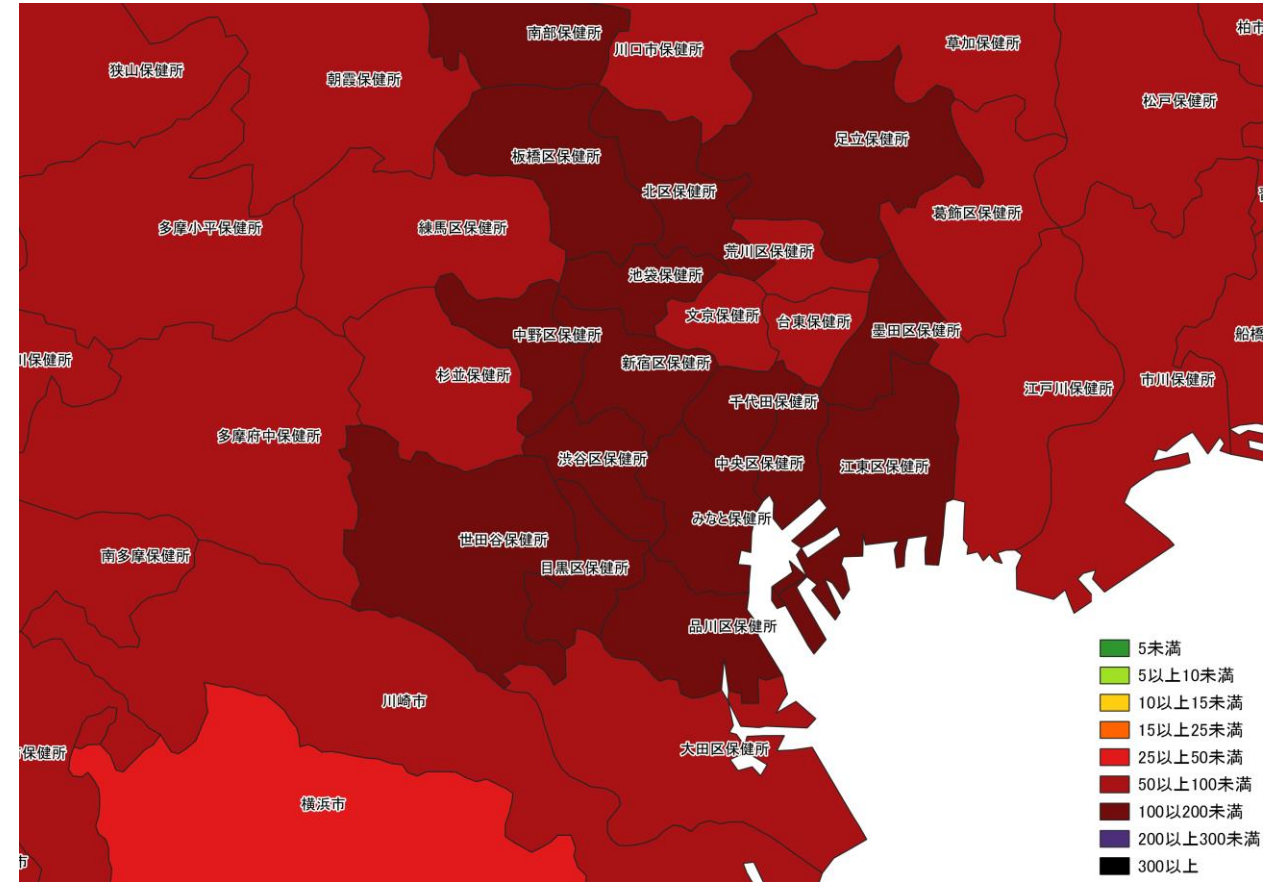 南部保健所
柏市
川口市保健所
草加保健所
狭山保健所
朝霞保健所
松戸保健所
足立保健所
板橋区保健所
北区保健所
葛飾区保健所
多摩小平保健所
練馬区保健所
荒川区保健所
池袋保健所
文京保健所
台東保健所
墨田区保健所
中野区保健所
船橋
川保健所
新宿区保健所
杉並保健所
江戸川保健所
市川保健所
千代田保健所
多摩府中保健所
渋谷区保健所
中央区保健所
江東区保健所
みなと保健所
世田谷保健所
南多摩保健所
目黒区保健所
品川区保健所
川崎市
大田区保健所
保健所
横浜市
市
5未満
5以上10未満
10以上15未満
15以上25未満
25以上50未満
50以上100未満
100以200未満
200以上300未満
300以上